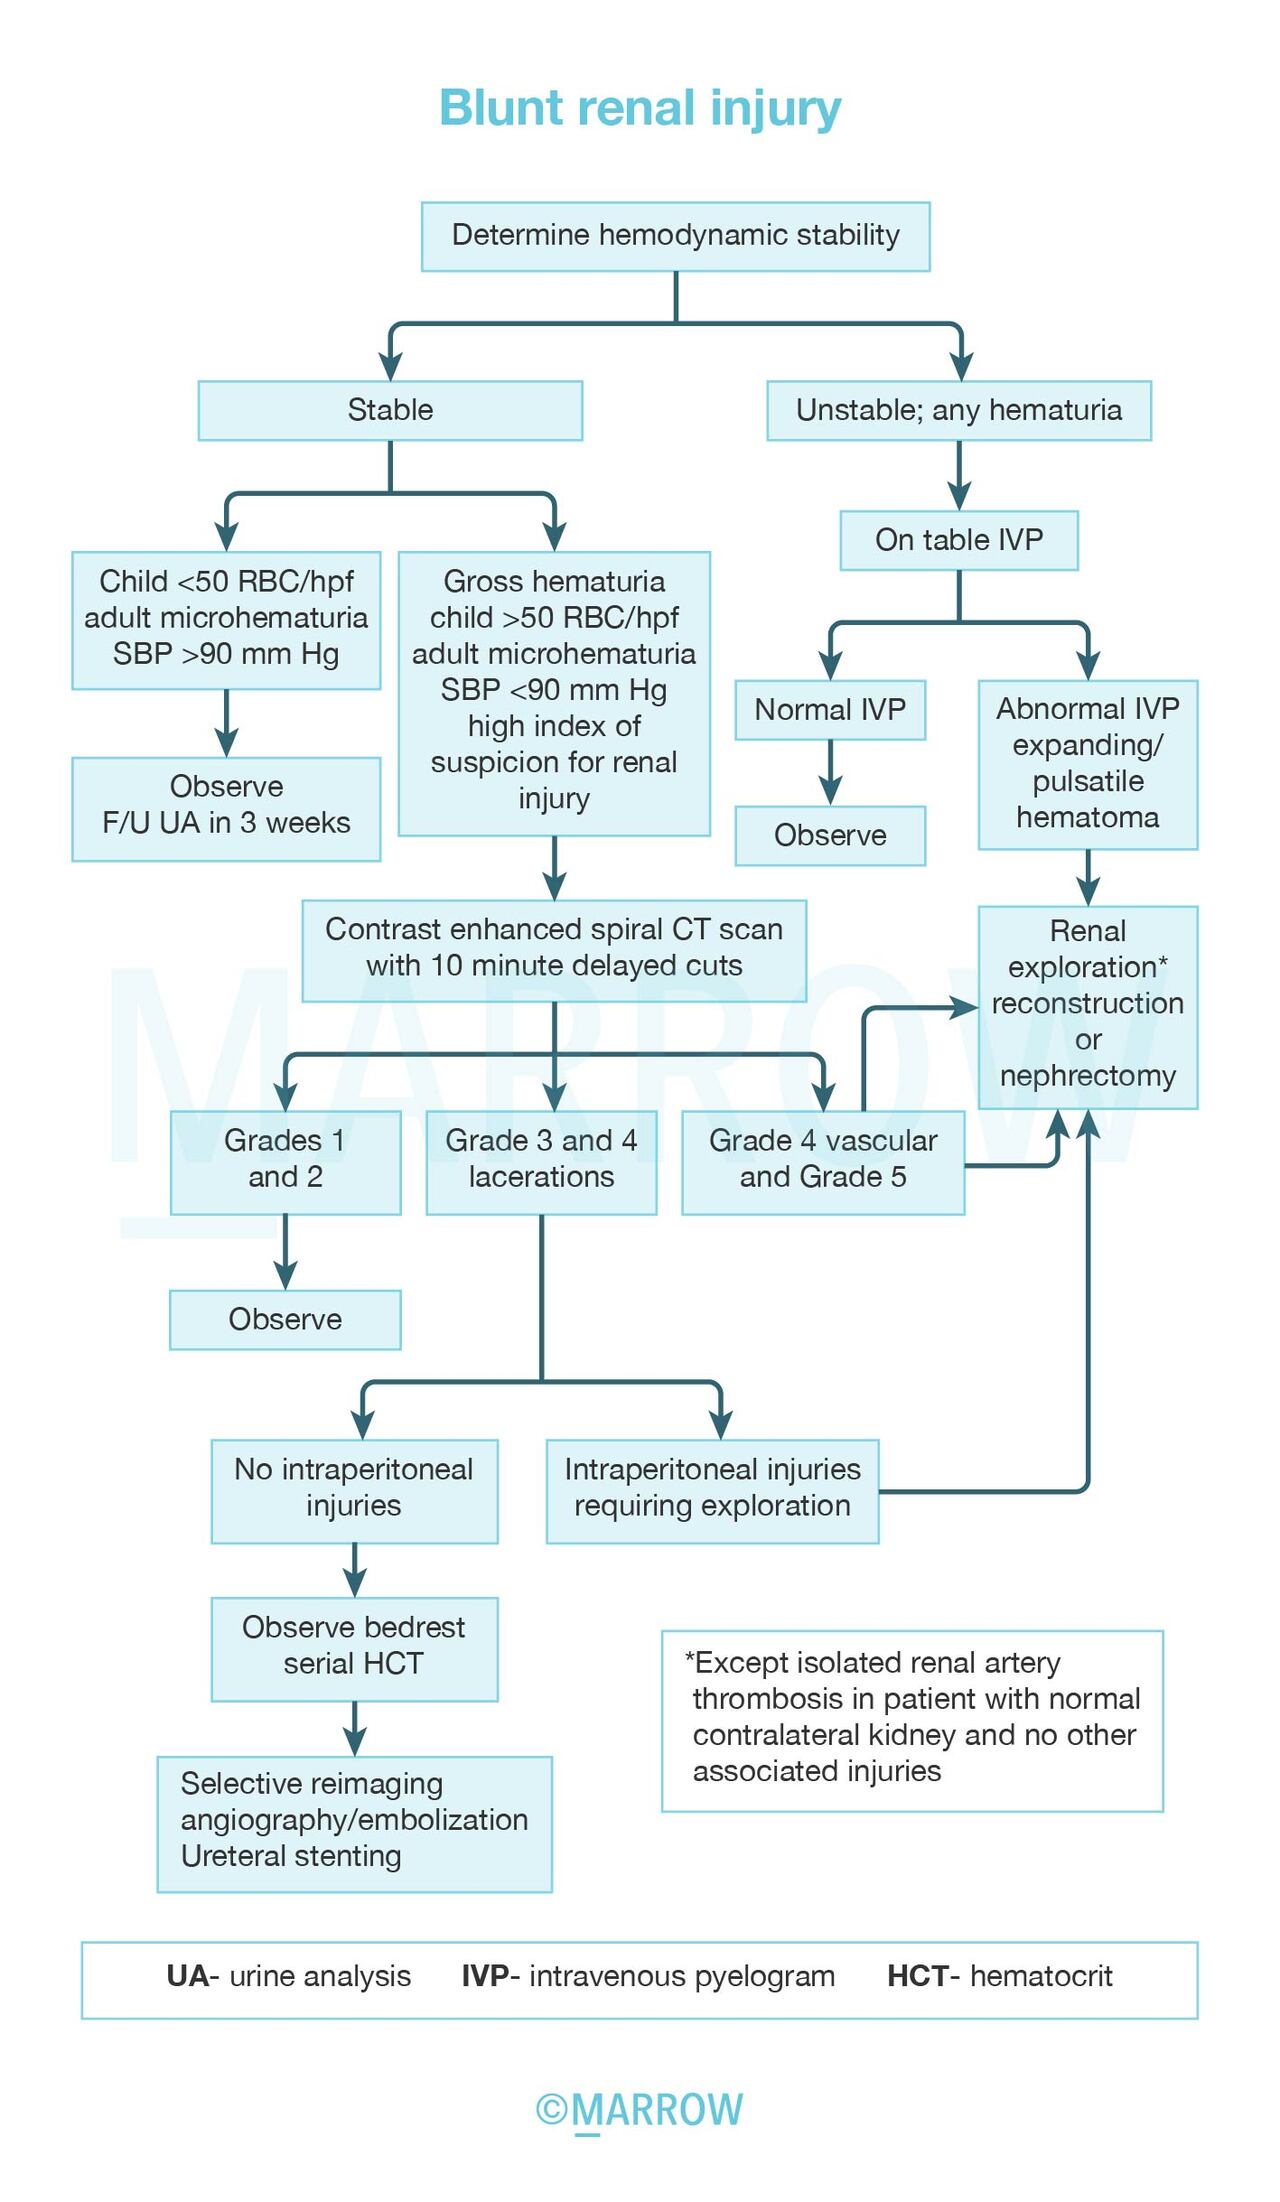 Blunt renal injury
Determine hemodynamic stability
Stable
Unstable; any hematuria
On table IVP
Child <50 RBC/hpf
adult microhematuria
SBP >90 mm Hg
Gross hematuria
child >50 RBC/hpf
adult microhematuria
SBP <90 mm Hg
high index of
suspicion for renal
injury
Normal IVP
Abnormal IVP
expanding/
pulsatile
hematoma
Observe
F/U UA in 3 weeks
Observe
Contrast enhanced spiral CT scan
with 10 minute delayed cuts
Renal
exploration*
reconstruction
or
nephrectomy
MARROW
Grades 1
and 2
Grade 3 and 4
lacerations
Grade 4 vascular
and Grade 5
Observe
No intraperitoneal
injuries
Intraperitoneal injuries
requiring exploration
Observe bedrest
serial HCT
*Except isolated renal artery
thrombosis in patient with normal
contralateral kidney and no other
associated injuries
Selective reimaging
angiography/embolization
Ureteral stenting
UA- urine analysis IVP- intravenous pyelogram HCT- hematocrit
©MARROW